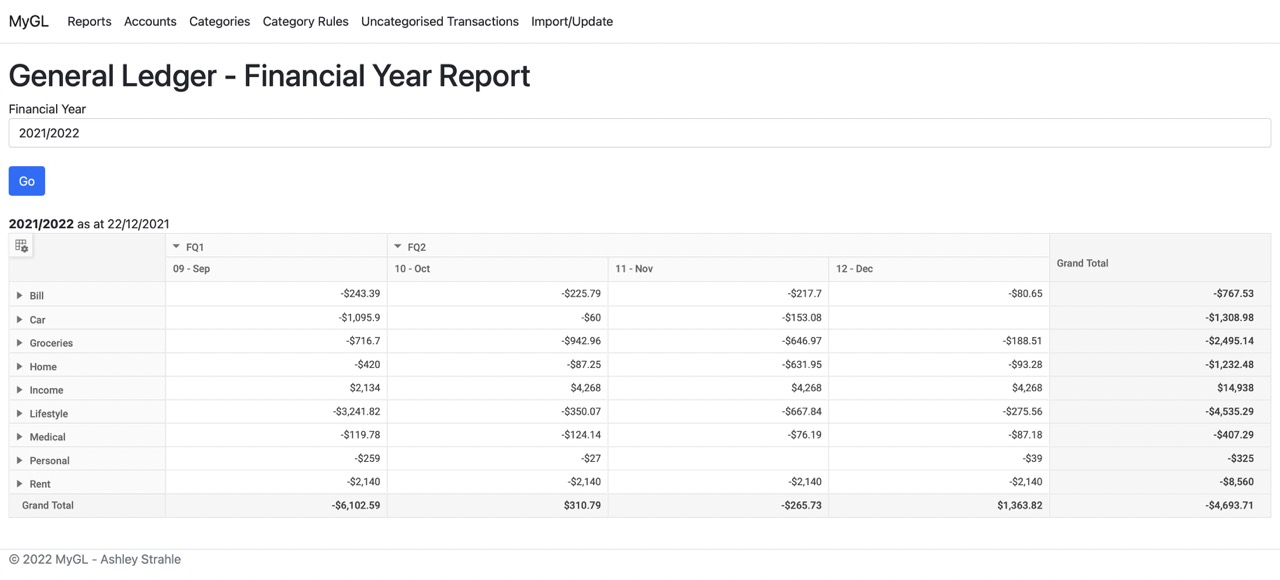 MyGL Reports Accounts Categories Category Rules Uncategorised Transactions Import/Update
General Ledger - Financial Year Report
Financial Year
2021/2022
Go
2021/2022 as at 22/12/2021
FQ1 FQ2 Grand Total
09 - Sep 10 - Oct 11 - Nov 12 - Dec
Bill -$243.39 -$225.79 -$217.7 -$80.65 -$767.53
Car -$1,095.9 -$60 -$153.08 -$1,308.98
Groceries -$716.7 -$942.96 -$646.97 -$188.51 -$2,495.14
Home -$420 -$87.25 -$631.95 -$93.28 -$1,232.48
Income $2,134 $4,268 $4,268 $4,268 $14,938
Lifestyle -$3,241.82 -$350.07 -$667.84 -$275.56 -$4,535.29
Medical -$119.78 -$124.14 -$76.19 -$87.18 -$407.29
Personal -$259 -$27 -$39 -$325
Rent -$2,140 -$2,140 -$2,140 -$2,140 -$8,560
Grand Total -$6,102.59 $310.79 -$265.73 $1,363.82 -$4,693.71
© 2022 MyGL - Ashley Strahle